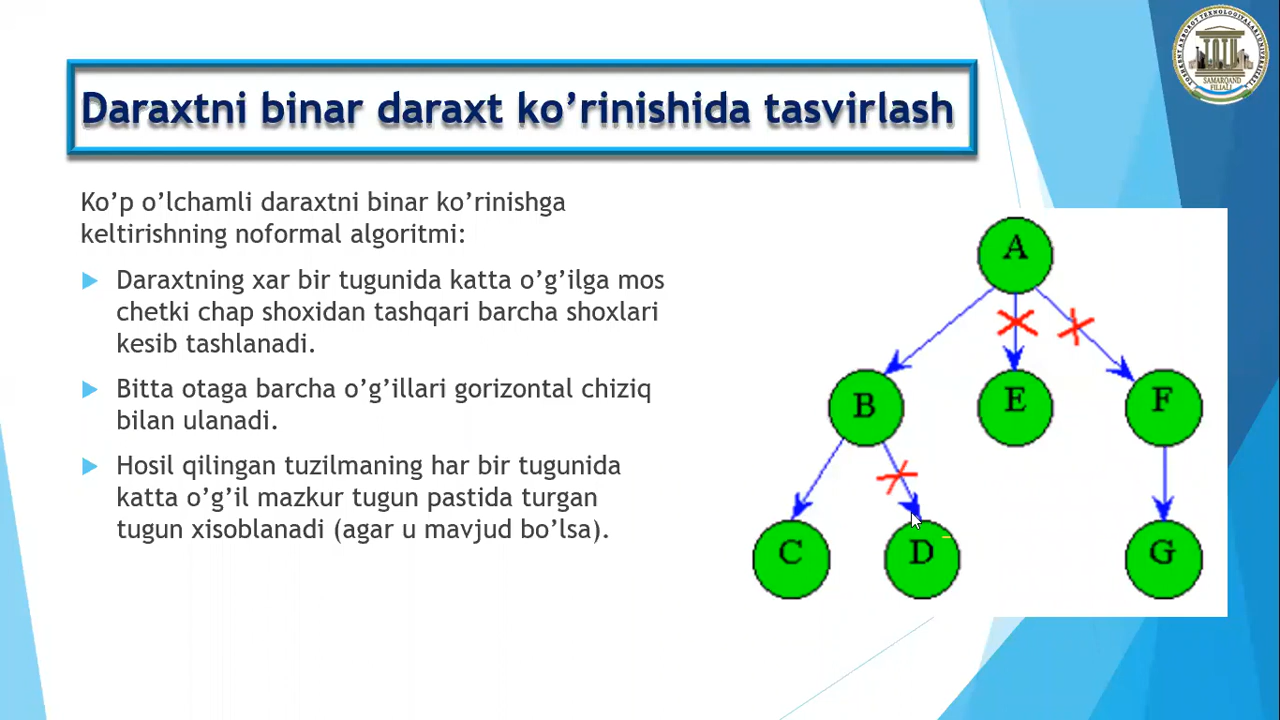 Daraxtni binar daraxt ko’rinishida tasvirlash
SAMARQAND
FILIALI
Ko’p o’lchamli daraxtni binar ko’rinishga
keltirishning noformal algoritmi:
Daraxtning xar bir tugunida katta o’g’ilga mos
chetki chap shoxidan tashqari barcha shoxlari
kesib tashlanadi.
Bitta otaga barcha o’g’illari gorizontal chiziq
bilan ulanadi.
Hosil qilingan tuzilmaning har bir tugunida
katta o’g’il mazkur tugun pastida turgan
tugun xisoblanadi (agar u mavjud bo’lsa).
A
B
E
F
C
D
G